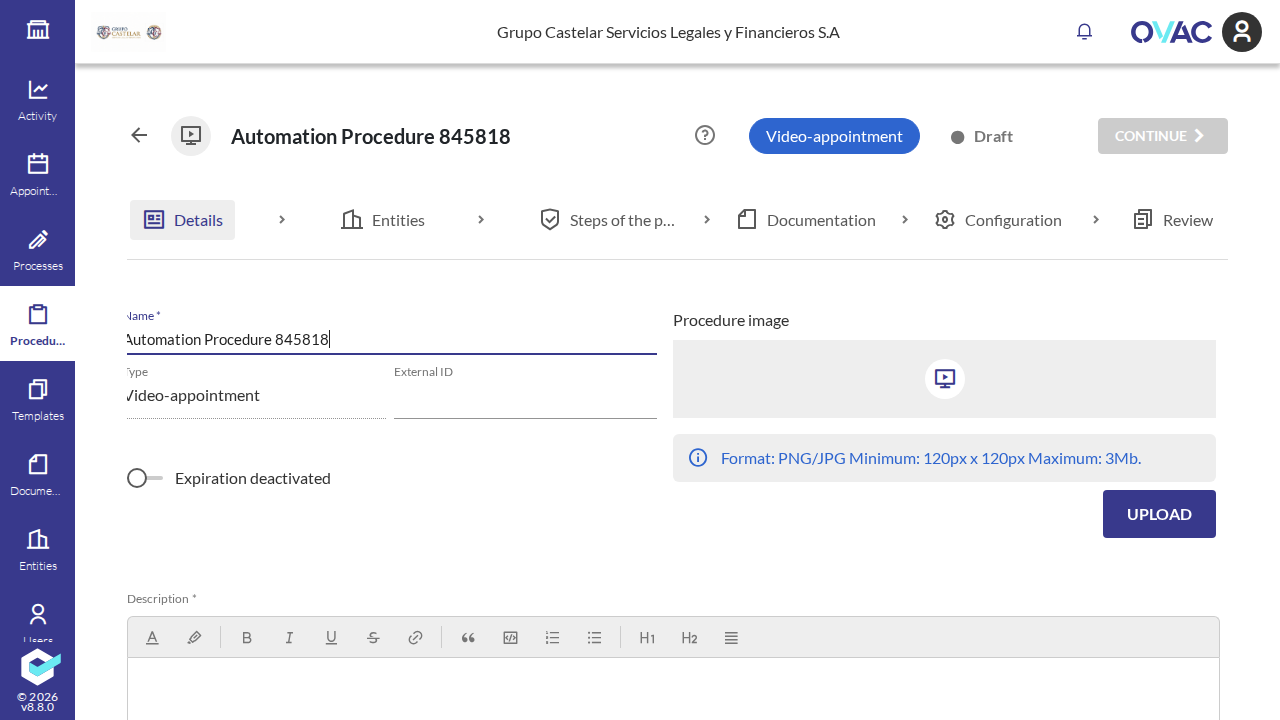 GRUPO
CASTELAR
Grupo Castelar Servicios Legales y Financieros S.A
OVAC
Activity
Appoint...
Processes
Procedu...
Templates
Docume...
Entities
Users
© 2026
v8.8.0
Automation Procedure 845818
Video-appointment
Draft
CONTINUE
Details
Entities
Steps of the p...
Documentation
Configuration
Review
Name *
Automation Procedure 845818
Type
Video-appointment
External ID
Expiration deactivated
Procedure image
Format: PNG/JPG Minimum: 120px x 120px Maximum: 3Mb.
UPLOAD
Description *
H1
H2